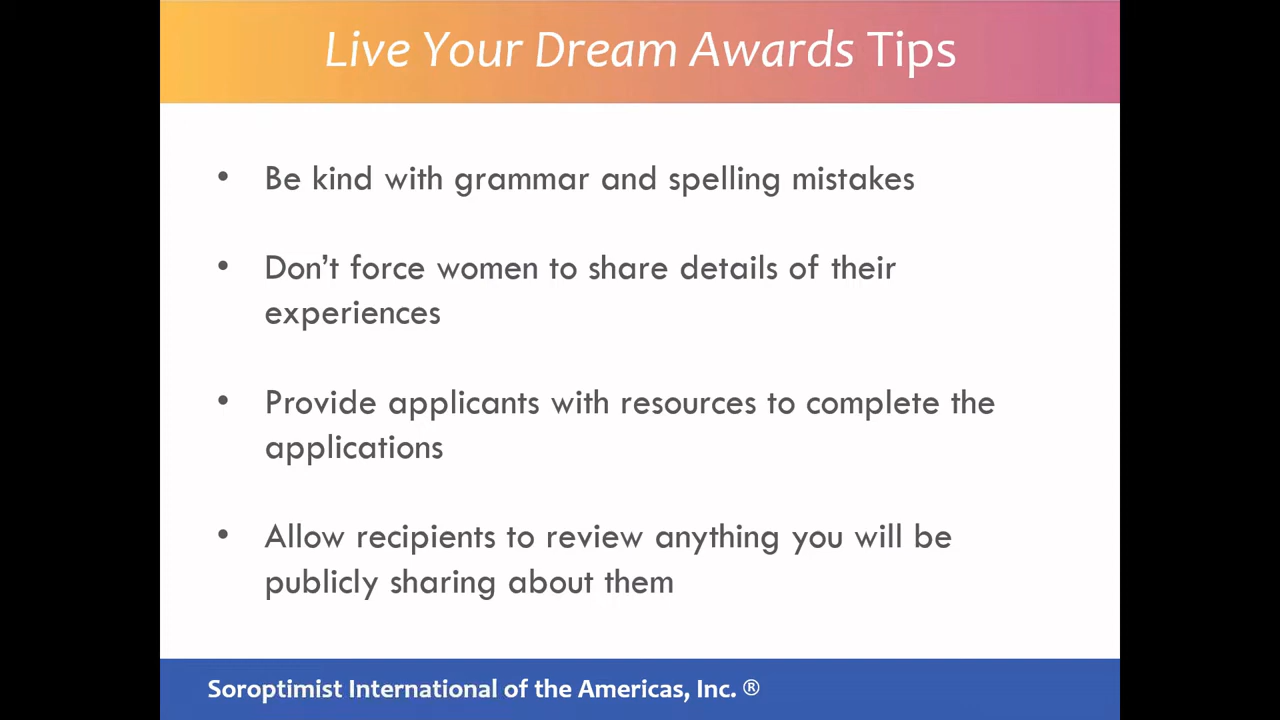 Live Your Dream Awards Tips
• Be kind with grammar and spelling mistakes
• Don’t force women to share details of their
experiences
• Provide applicants with resources to complete the
applications
• Allow recipients to review anything you will be
publicly sharing about them
Soroptimist International of the Americas, Inc. ®